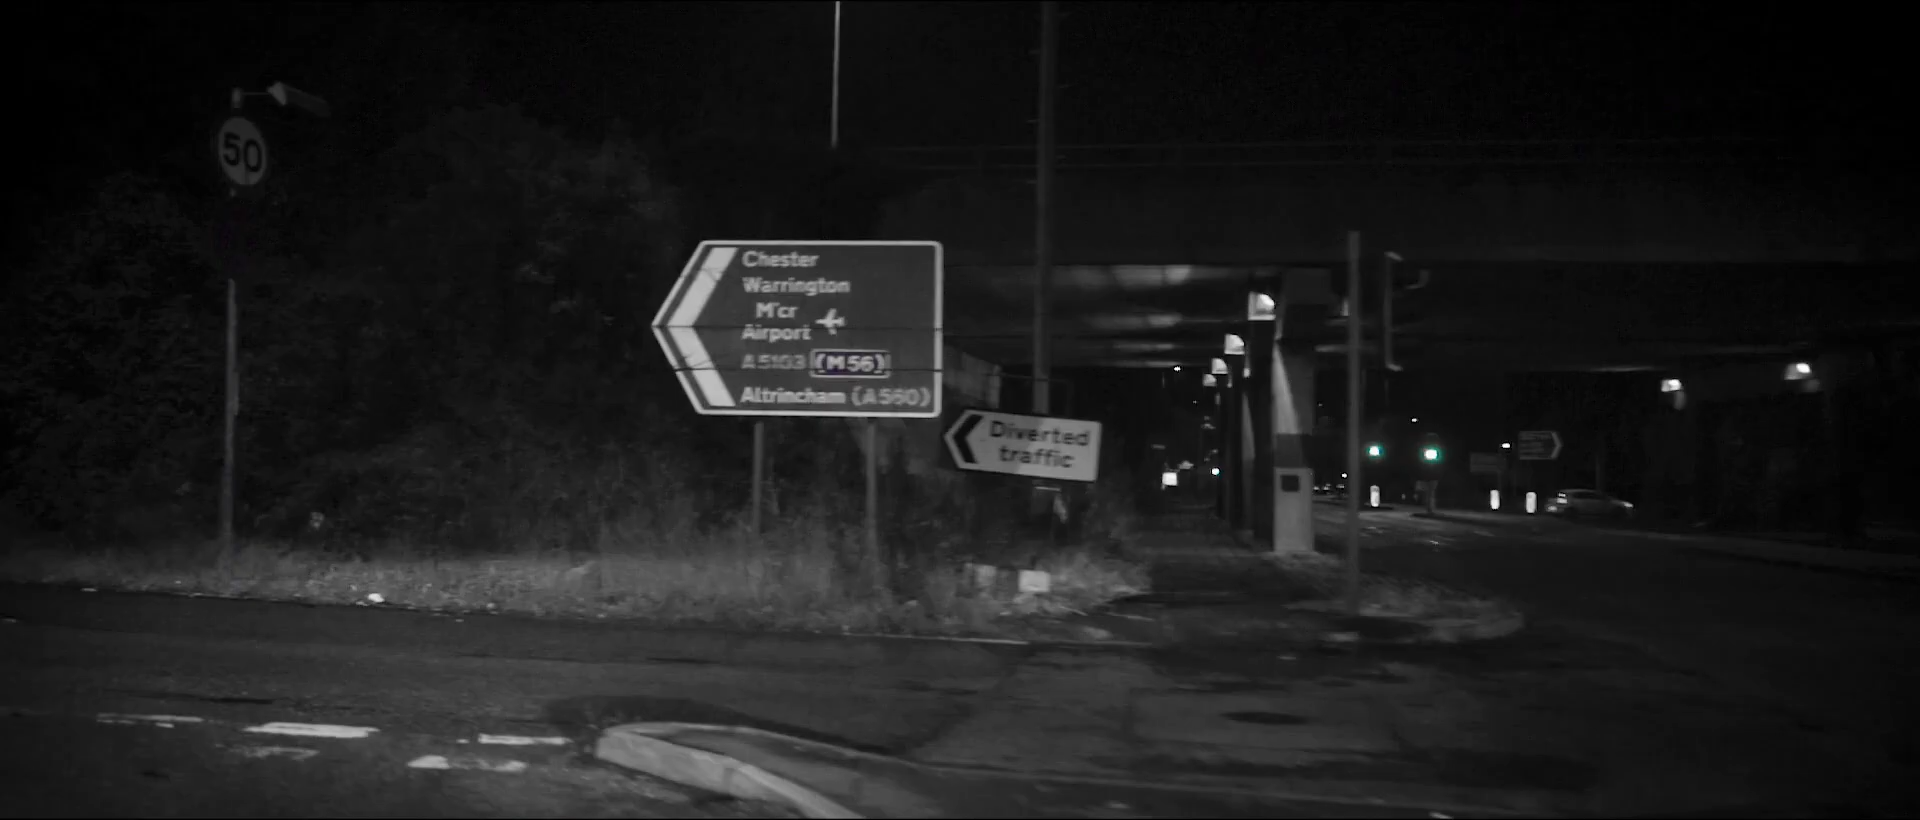 50
Chester
Warrington
M'cr
Airport
A5103 (M56)
Altrincham (A560)
Diverted
traffic